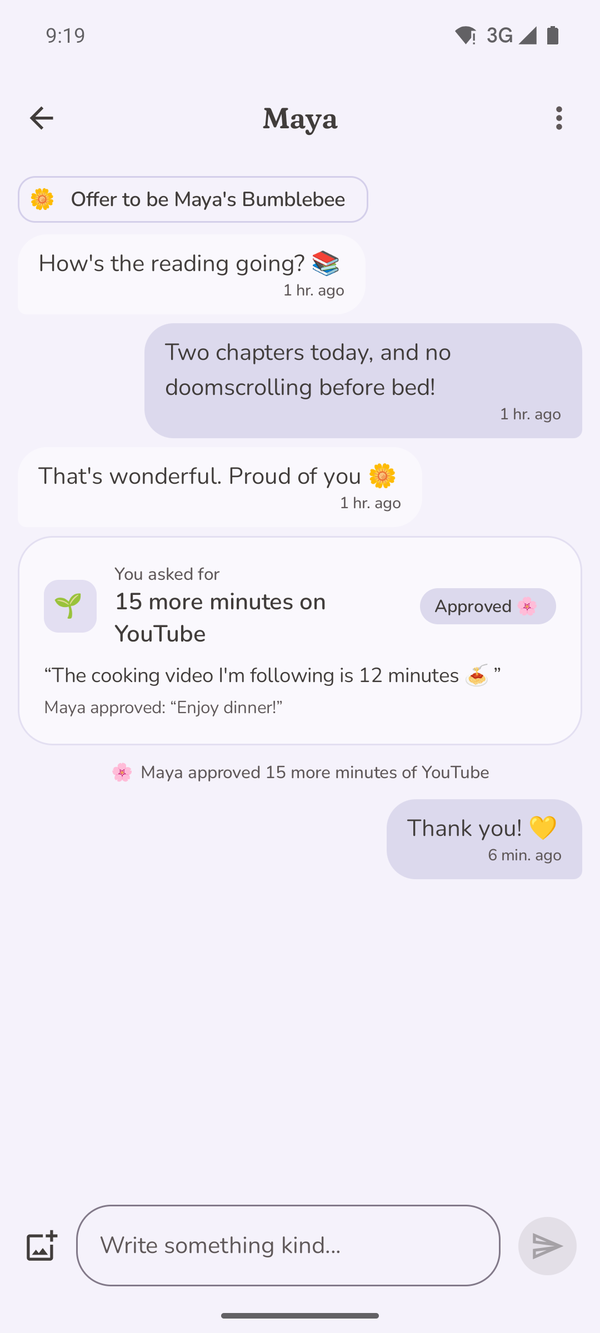 9:19
3G
Maya
🌼 Offer to be Maya's Bumblebee
How's the reading going? 📚
1 hr. ago
Two chapters today, and no
doomscrolling before bed!
1 hr. ago
That's wonderful. Proud of you 🌼
1 hr. ago
You asked for
15 more minutes on
YouTube
Approved 🌸
“The cooking video I'm following is 12 minutes 🍝 ”
Maya approved: “Enjoy dinner!”
🌸 Maya approved 15 more minutes of YouTube
Thank you! 💛
6 min. ago
Write something kind...